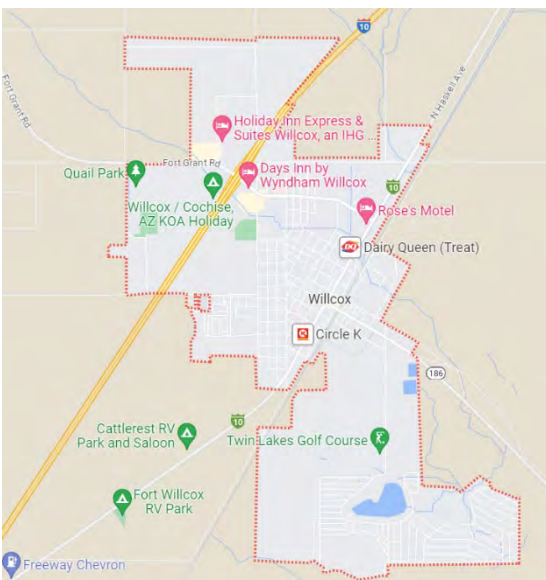 10
N Haskell Ave
Fort Grant Rd
Holiday Inn Express &
Suites Willcox, an IHG ...
Fort Grant Rd
Quail Park
Days Inn by
Wyndham Willcox
10
Willcox / Cochise,
AZ KOA Holiday
Rose's Motel
DQ
Dairy Queen (Treat)
Willcox
Circle K
186
10
Cattlerest RV
Park and Saloon
Twin Lakes Golf Course
Fort Willcox
RV Park
Freeway Chevron